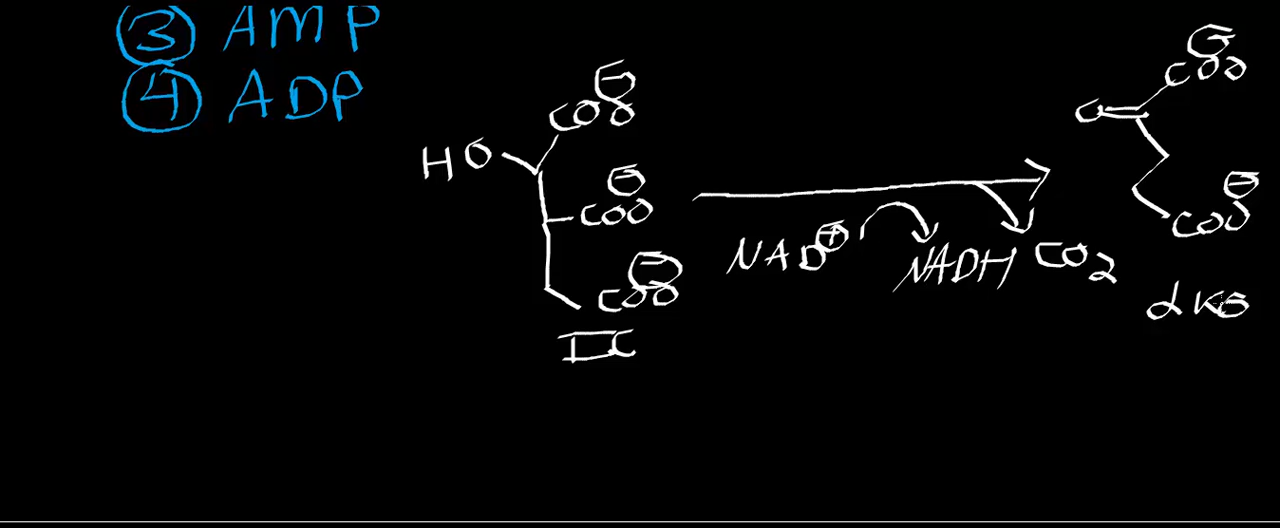 ③ AMP
④ ADP
COO⊖
HO
COO⊖
COO⊖
IC
NAD⊕
NADH
CO2
COO⊖
O
COO⊖
αKG